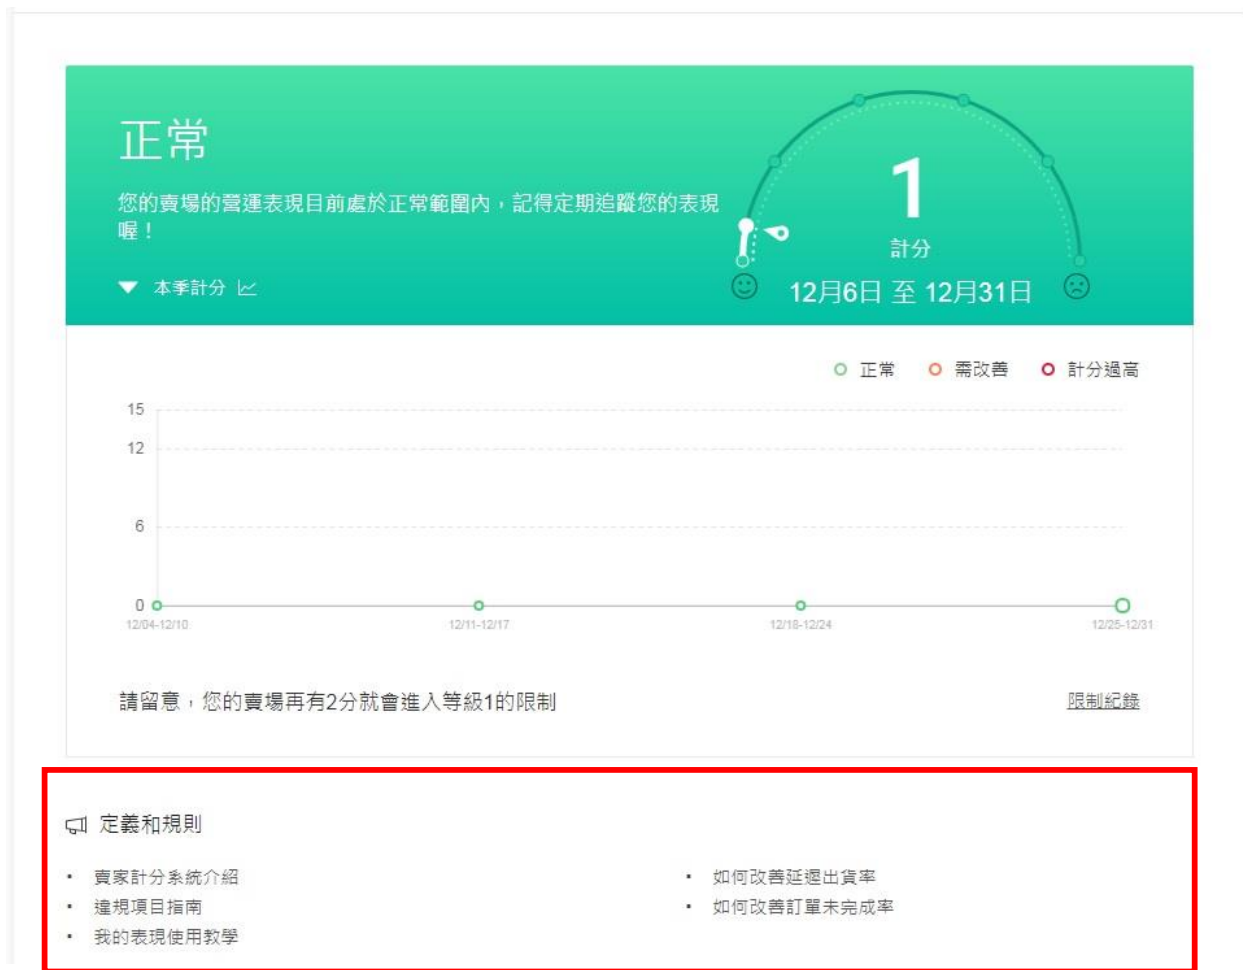 正常
您的賣場的營運表現目前處於正常範圍內，記得定期追蹤您的表現
喔！
本季計分
1
計分
12月6日 至 12月31日
正常 需改善 計分過高
15
12
6
0
12/04-12/10 12/11-12/17 12/18-12/24 12/25-12/31
請留意，您的賣場再有2分就會進入等級1的限制 限制紀錄
定義和規則
• 賣家計分系統介紹
• 違規項目指南
• 我的表現使用教學
• 如何改善延遲出貨率
• 如何改善訂單未完成率